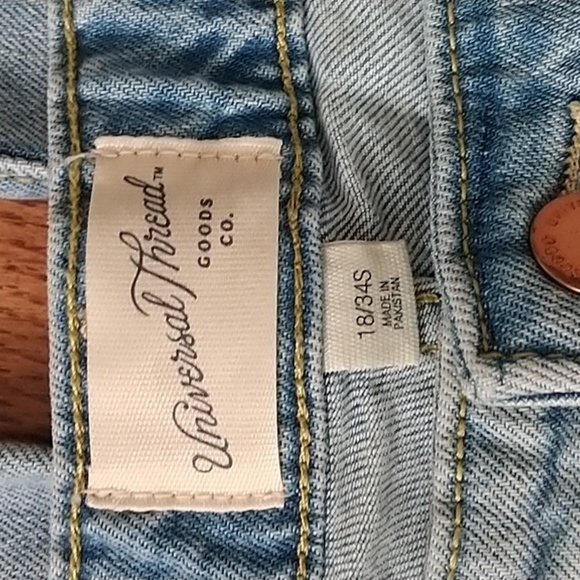 Universal Thread™
GOODS
CO.
18/34S
MADE IN
PAKISTAN